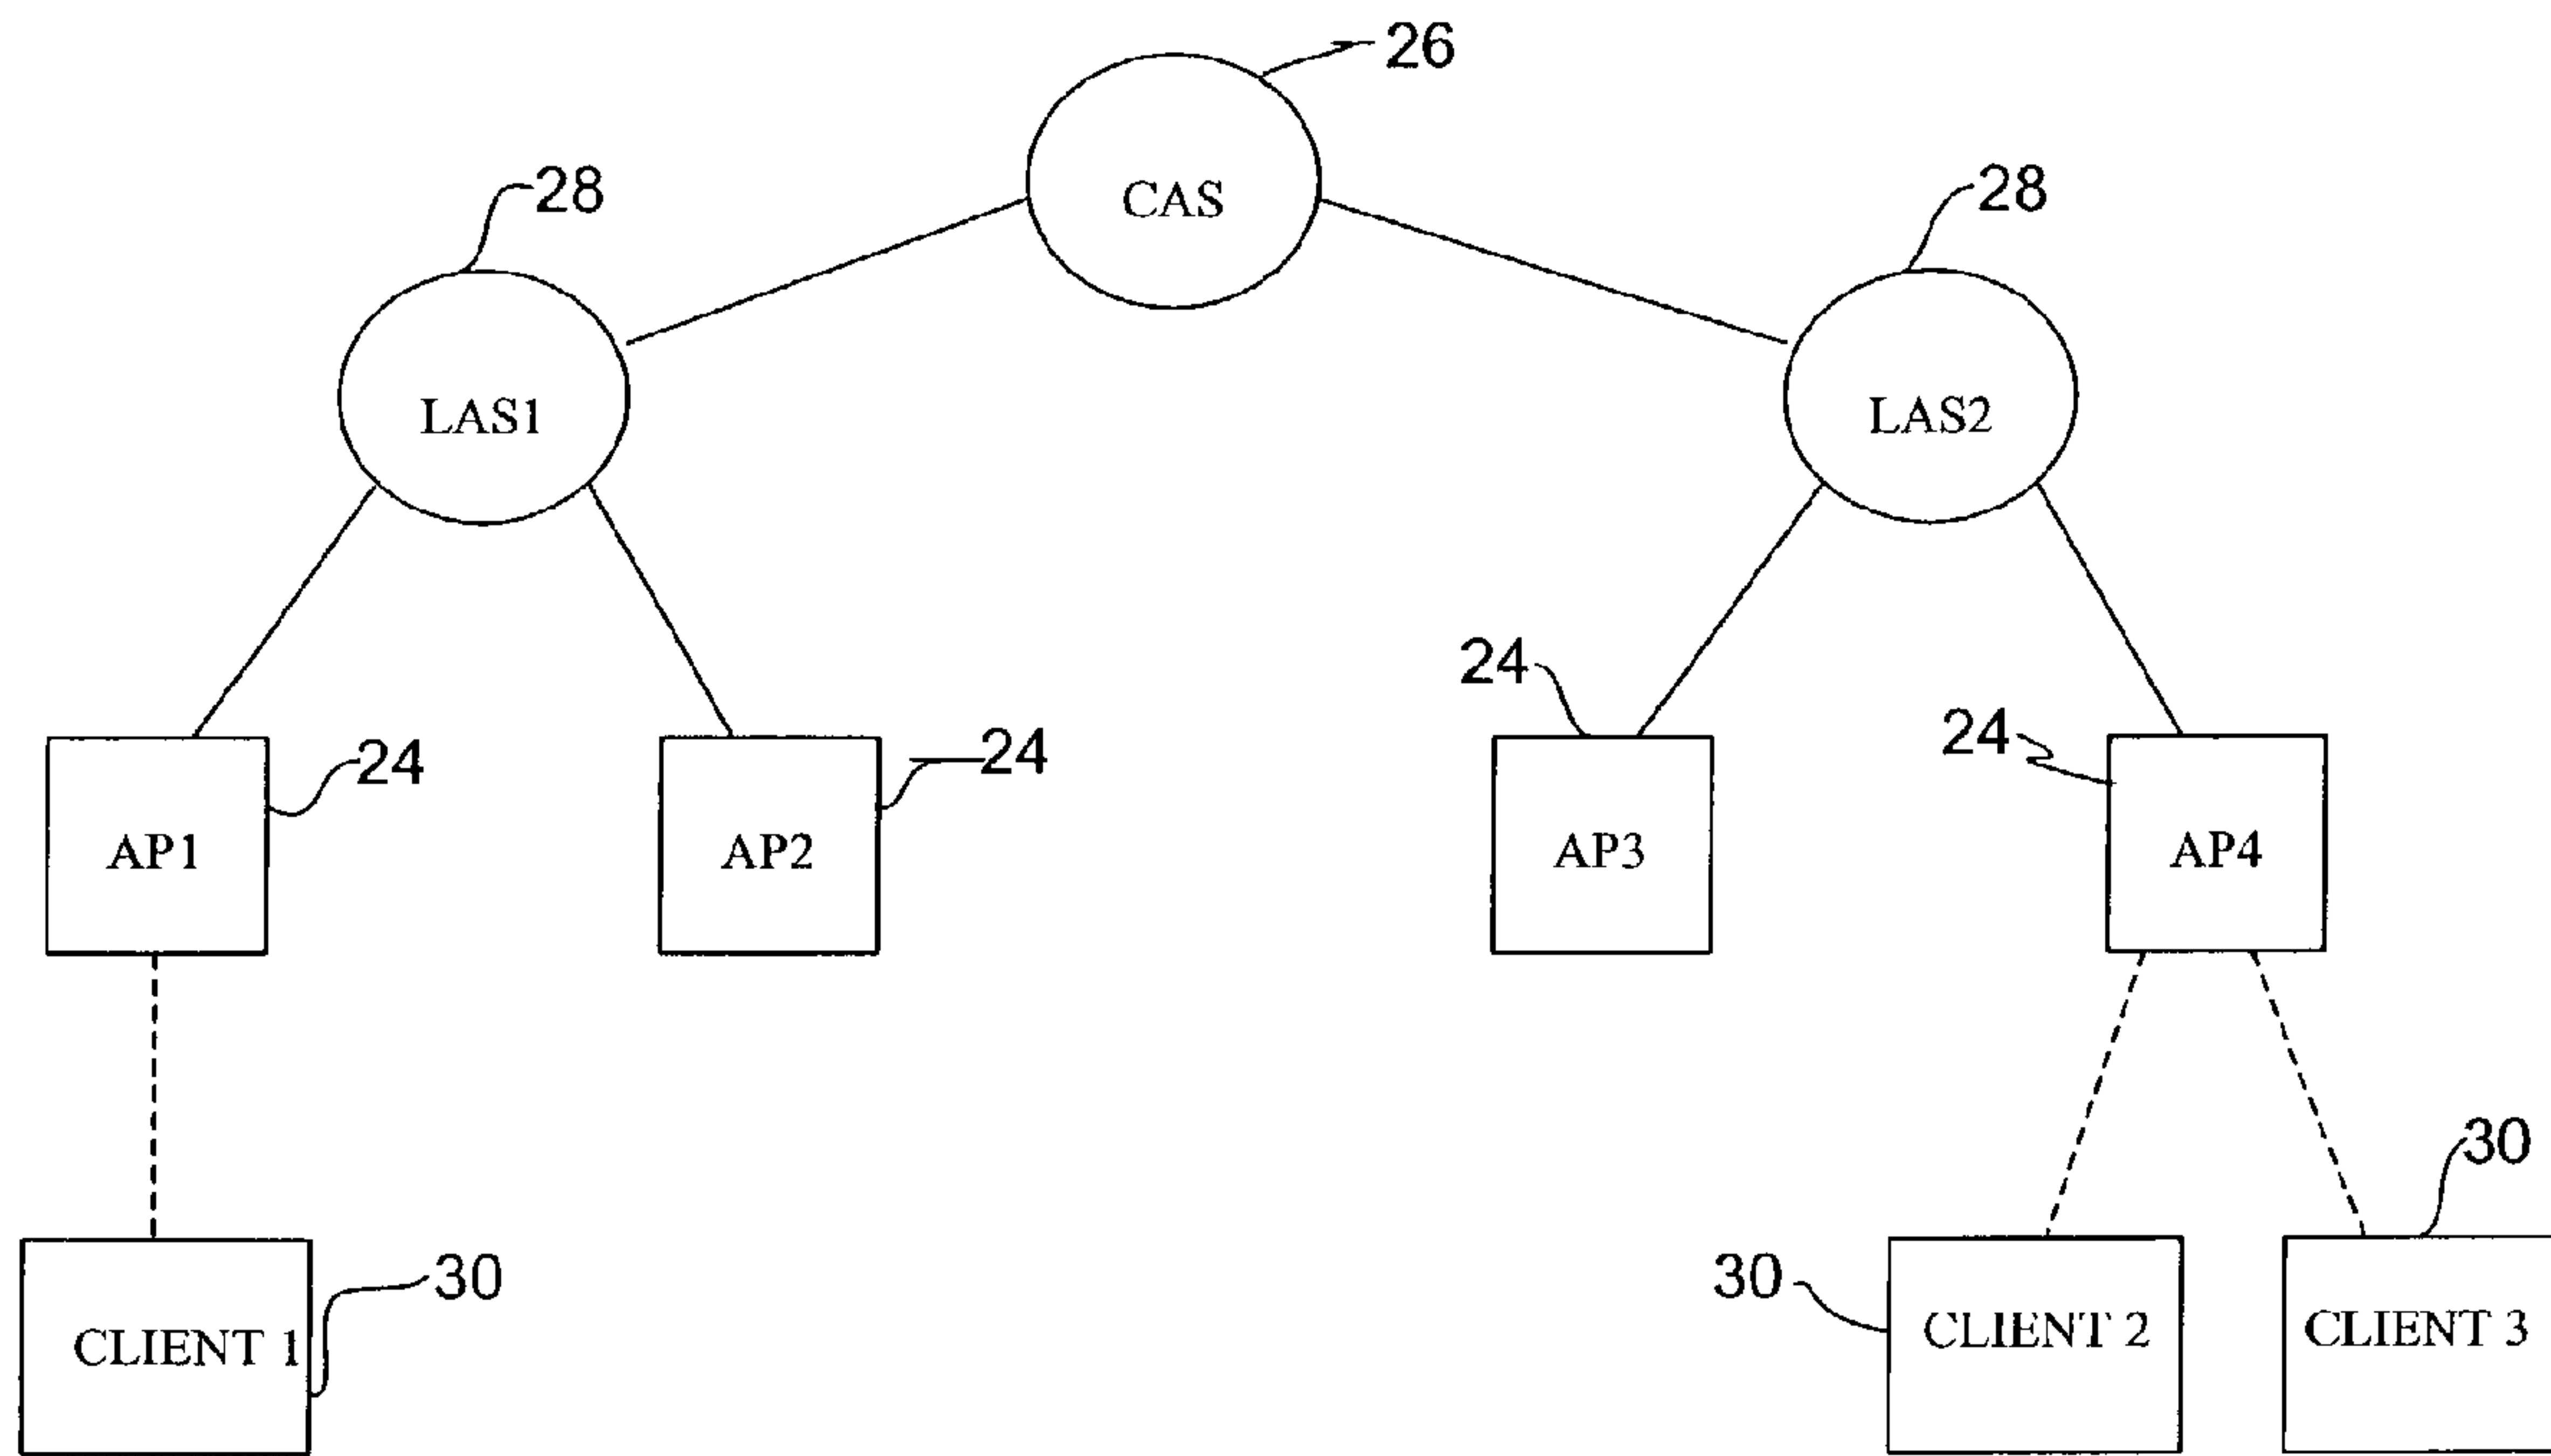 26
CAS
28
28
LAS1
LAS2
24
24
24
24
AP1
AP2
AP3
AP4
30
30
30
CLIENT 1
CLIENT 2
CLIENT 3